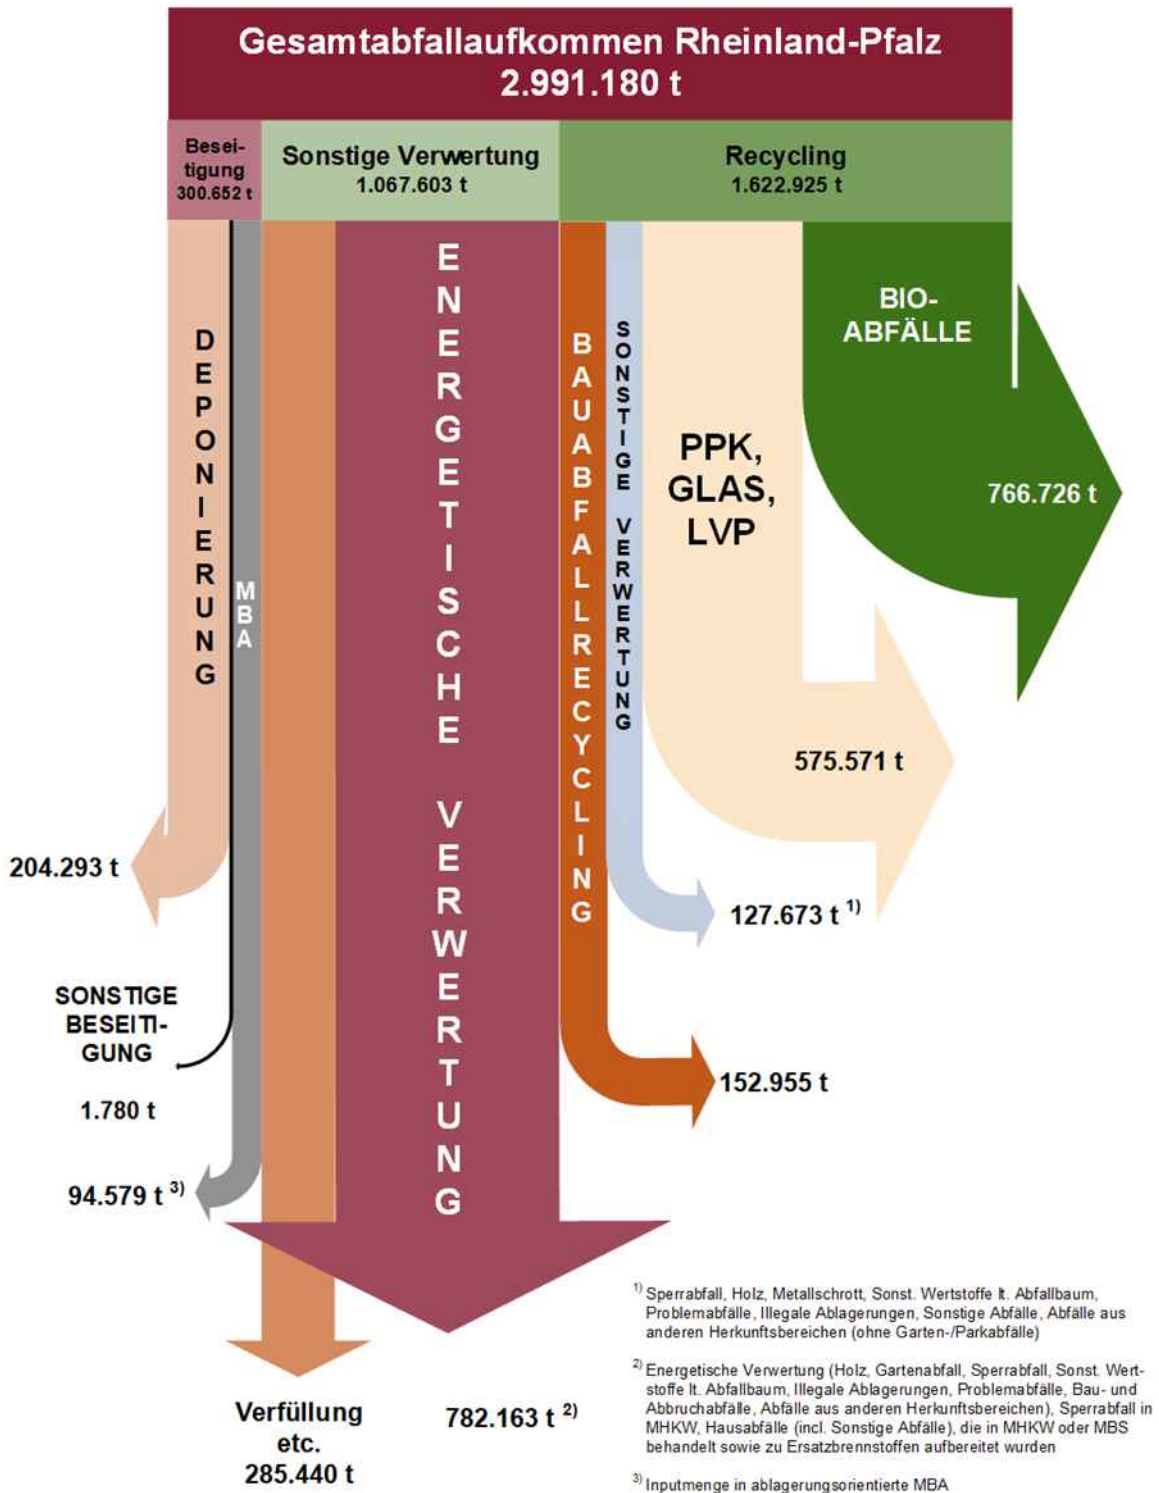 Gesamtabfallaufkommen Rheinland-Pfalz
2.991.180 t
Besei-
tigung
300.652 t
Sonstige Verwertung
1.067.603 t
Recycling
1.622.925 t
DEPONIERUNG
MBA
ENERGETISCHE VERWERTUNG
BAUABFALLRECYCLING
SONSTIGE VERWERTUNG
PPK,
GLAS,
LVP
BIO-
ABFÄLLE
766.726 t
575.571 t
204.293 t
127.673 t 1)
SONSTIGE
BESEITI-
GUNG
1.780 t
152.955 t
94.579 t 3)
Verfüllung
etc.
285.440 t
782.163 t 2)
1) Sperrabfall, Holz, Metallschrott, Sonst. Wertstoffe lt. Abfallbaum,
Problemabfälle, Illegale Ablagerungen, Sonstige Abfälle, Abfälle aus
anderen Herkunftsbereichen (ohne Garten-/Parkabfälle)
2) Energetische Verwertung (Holz, Gartenabfall, Sperrabfall, Sonst. Wert-
stoffe lt. Abfallbaum, Illegale Ablagerungen, Problemabfälle, Bau- und
Abbruchabfälle, Abfälle aus anderen Herkunftsbereichen), Sperrabfall in
MHKW, Hausabfälle (incl. Sonstige Abfälle), die in MHKW oder MBS
behandelt sowie zu Ersatzbrennstoffen aufbereitet wurden
3) Inputmenge in ablagerungsorientierte MBA